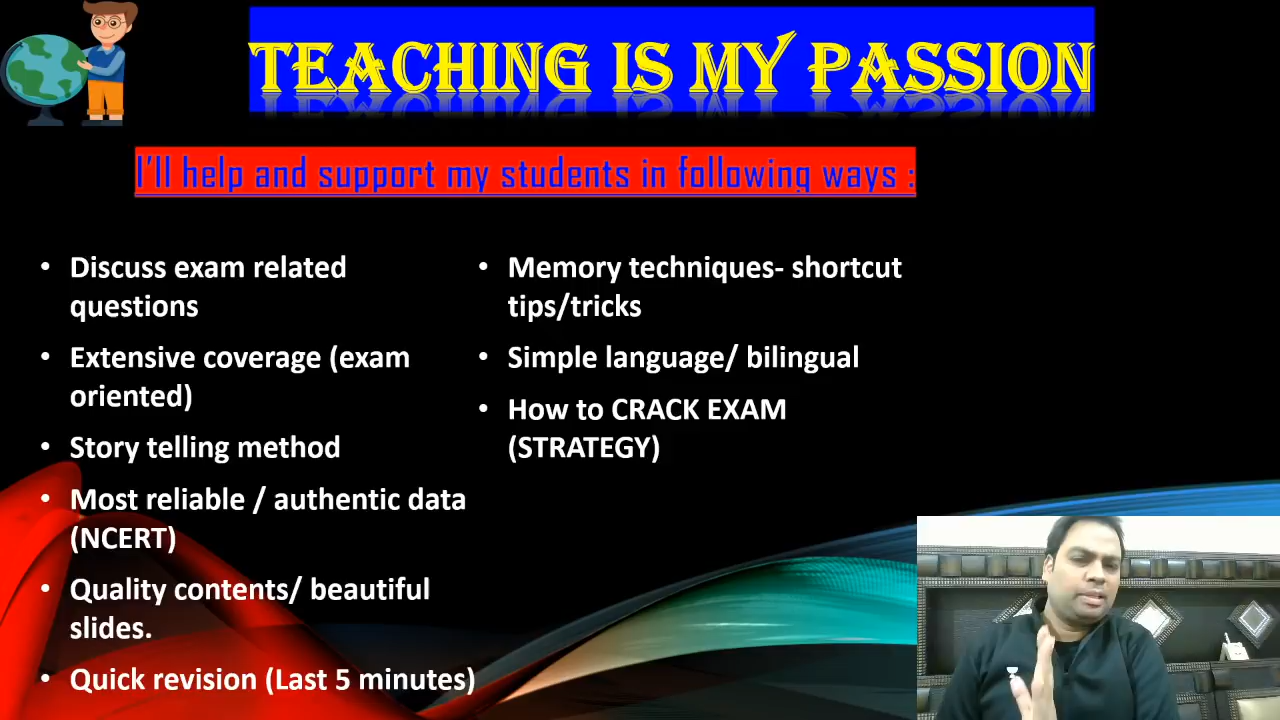 TEACHING IS MY PASSION
I'll help and support my students in following ways :
• Discuss exam related
questions
• Extensive coverage (exam
oriented)
• Story telling method
• Most reliable / authentic data
(NCERT)
• Quality contents/ beautiful
slides.
• Quick revision (Last 5 minutes)
• Memory techniques- shortcut
tips/tricks
• Simple language/ bilingual
• How to CRACK EXAM
(STRATEGY)